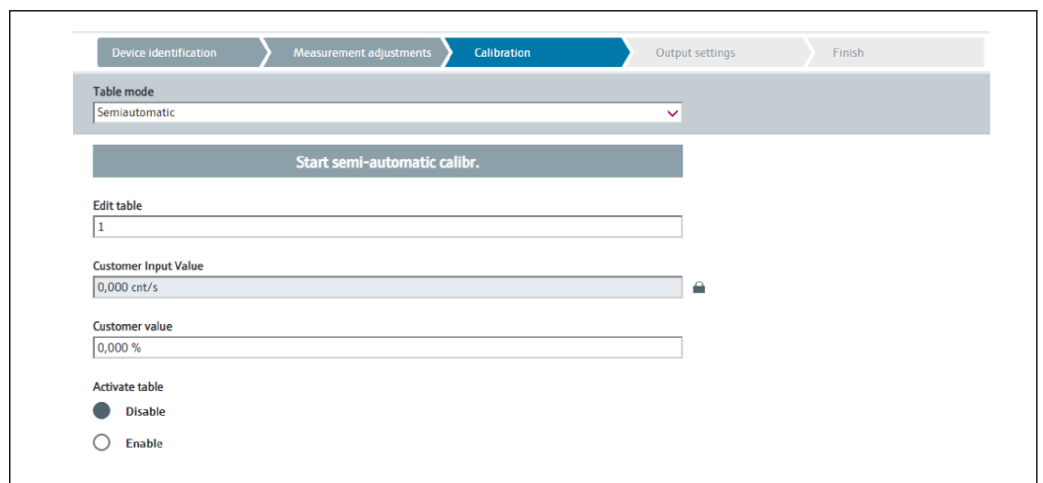 Device identification
Measurement adjustments
Calibration
Output settings
Finish
Table mode
Semiautomatic
Start semi-automatic calibr.
Edit table
1
Customer Input Value
0,000 cnt/s
Customer value
0,000 %
Activate table
Disable
Enable